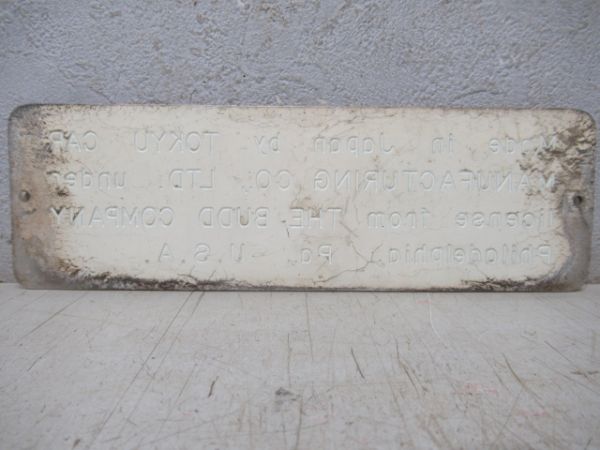 Made in Japan by TOKYU CAR
MANUFACTURING CO., LTD. under
license from THE BUDD COMPANY
Philadelphia, Pa. U.S.A.